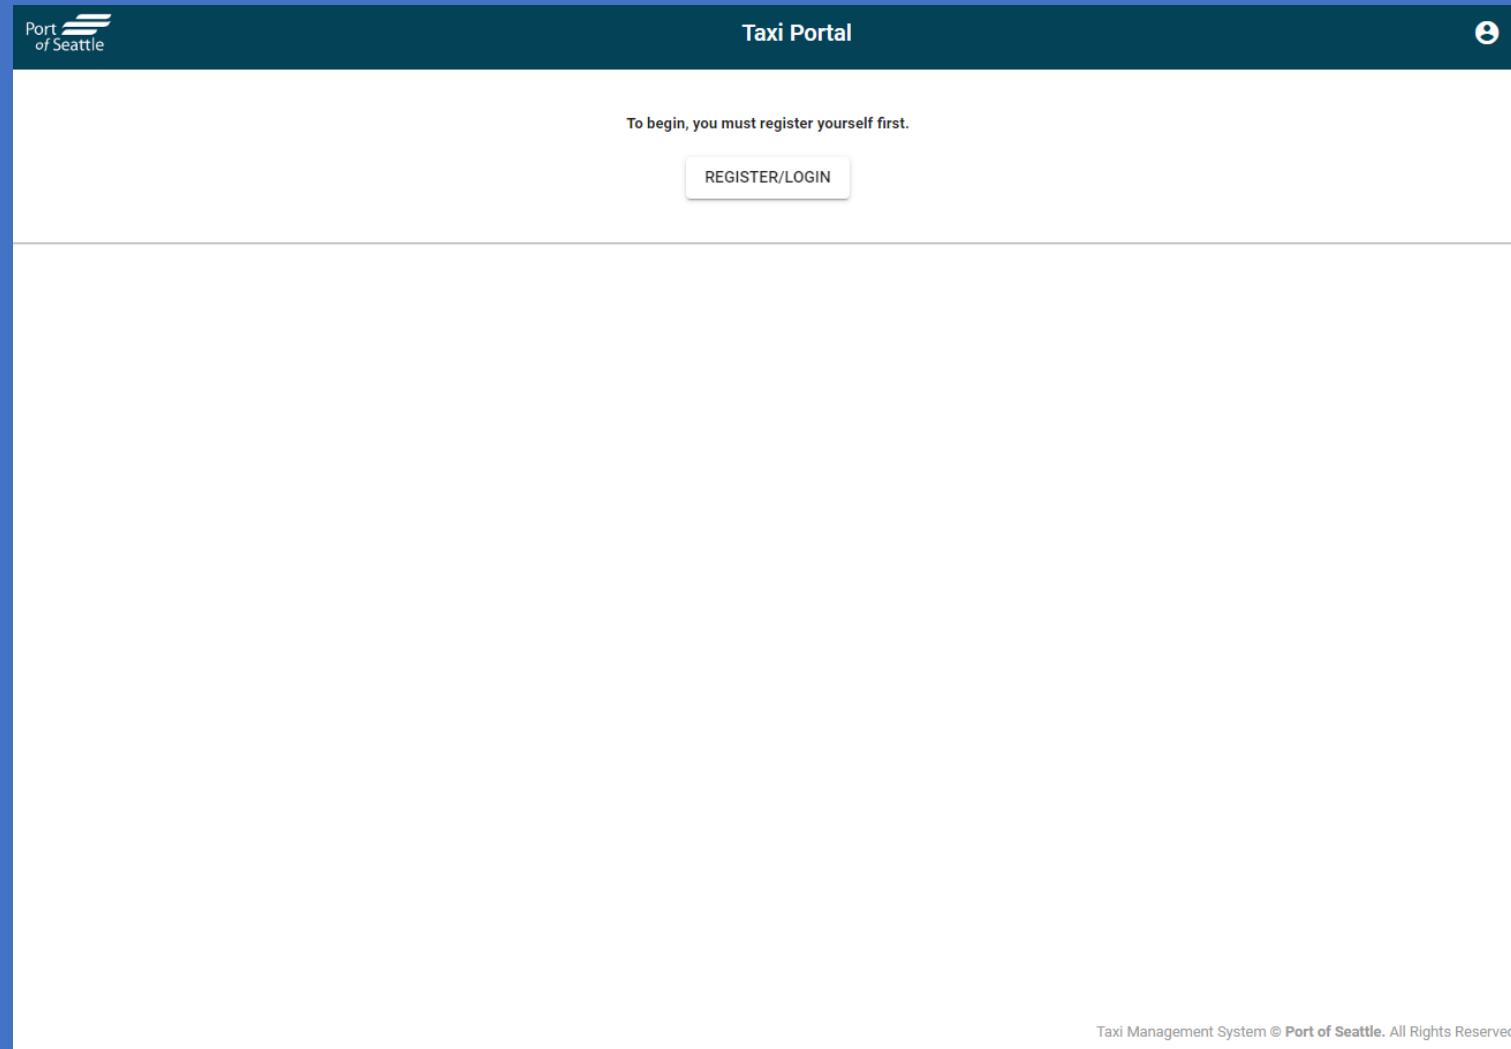 Port
of Seattle
Taxi Portal
To begin, you must register yourself first.
REGISTER/LOGIN
Taxi Management System © Port of Seattle. All Rights Reserved